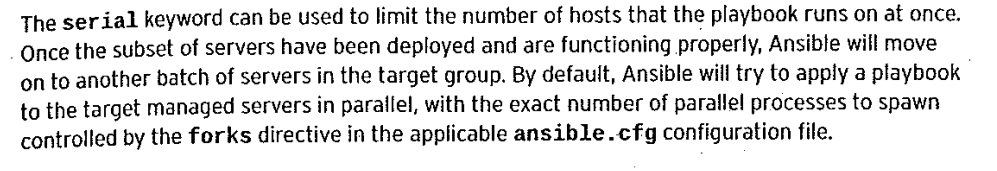 The serial keyword can be used to limit the number of hosts that the playbook runs on at once.
Once the subset of servers have been deployed and are functioning properly, Ansible will move
on to another batch of servers in the target group. By default, Ansible will try to apply a playbook
to the target managed servers in parallel, with the exact number of parallel processes to spawn
controlled by the forks directive in the applicable ansible.cfg configuration file.